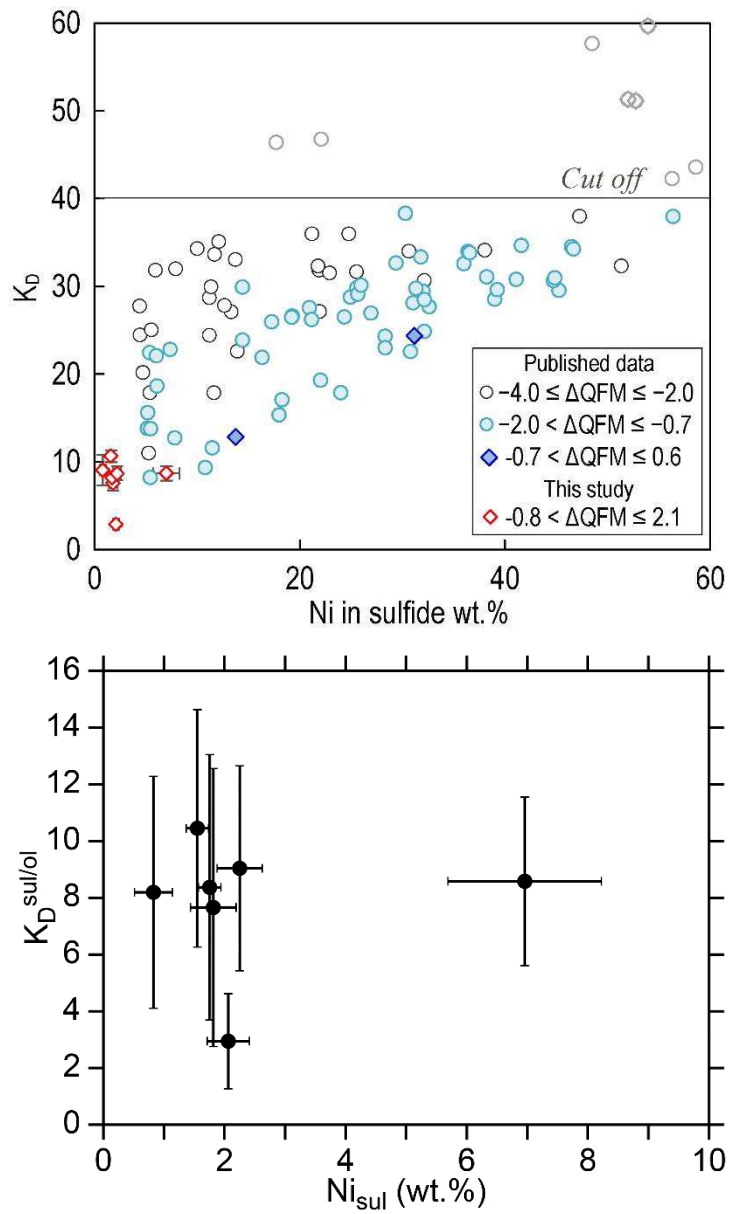 60
50
40
30
20
10
0
K_D
Cut off
Published data
−4.0 ≤ ΔQFM ≤ −2.0
−2.0 < ΔQFM ≤ −0.7
-0.7 < ΔQFM ≤ 0.6
This study
-0.8 < ΔQFM ≤ 2.1
0 20 40 60
Ni in sulfide wt.%
16
14
12
10
8
6
4
2
0
K_D^sul/ol
0 2 4 6 8 10
Ni_sul (wt.%)